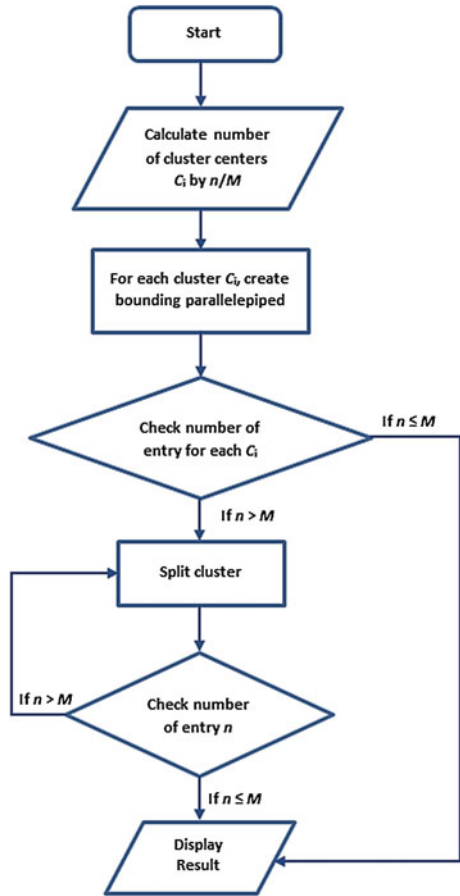 Start
Calculate number
of cluster centers
Ci by n/M
For each cluster Ci, create
bounding parallelepiped
Check number of
entry for each Ci
If n ≤ M
If n > M
Split cluster
If n > M
Check number
of entry n
If n ≤ M
Display
Result